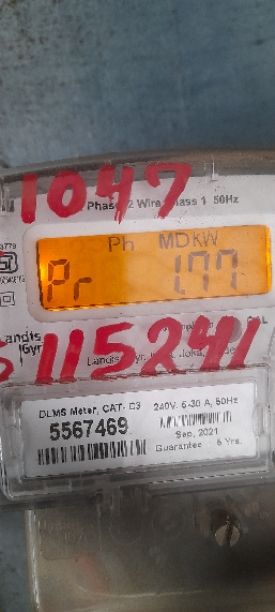 1047
Phase 2 Wire Class 1 50Hz
Ph MDKW
Pr 1.77
Landis
Gyr
115241
DLMS Meter, CAT- C3 240V, 5-30 A, 50Hz
5567469
Sep, 2021
Guarantee 5 Yrs.